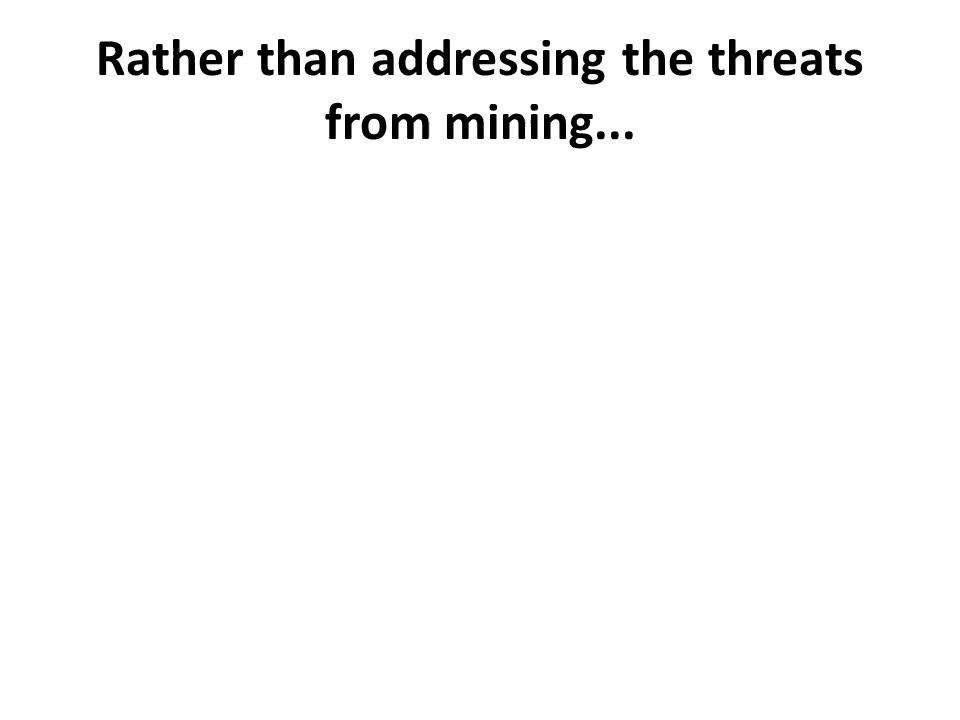 Rather than addressing the threats
from mining...